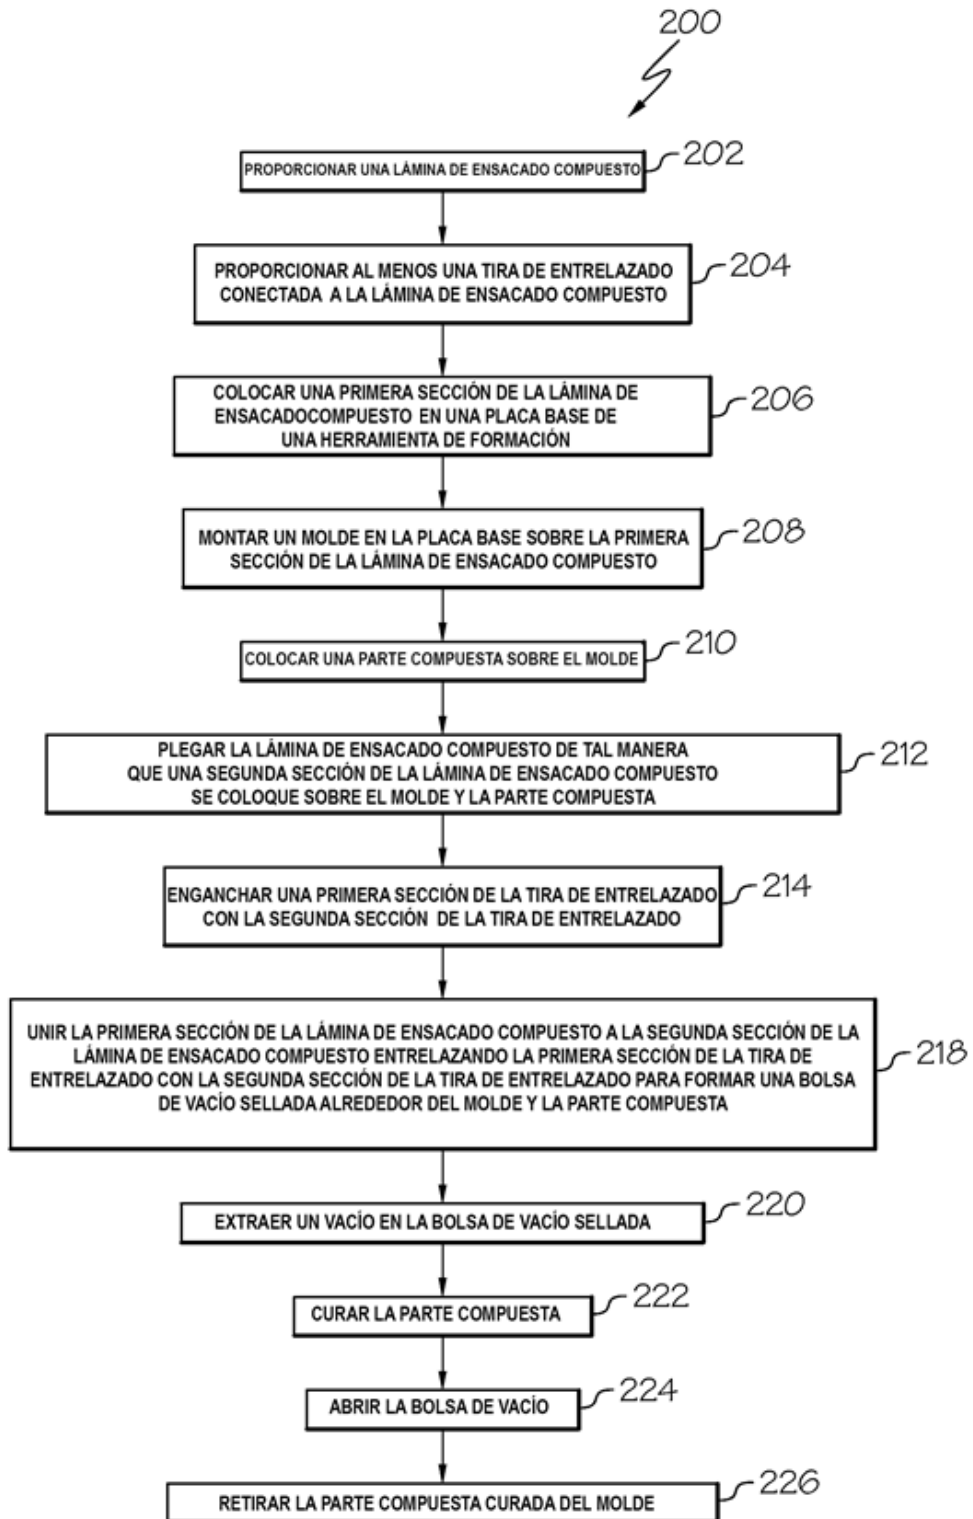 200
PROPORCIONAR UNA LÁMINA DE ENSACADO COMPUESTO
202
PROPORCIONAR AL MENOS UNA TIRA DE ENTRELAZADO
CONECTADA A LA LÁMINA DE ENSACADO COMPUESTO
204
COLOCAR UNA PRIMERA SECCIÓN DE LA LÁMINA DE
ENSACADOCOMPUESTO EN UNA PLACA BASE DE
UNA HERRAMIENTA DE FORMACIÓN
206
MONTAR UN MOLDE EN LA PLACA BASE SOBRE LA PRIMERA
SECCIÓN DE LA LÁMINA DE ENSACADO COMPUESTO
208
COLOCAR UNA PARTE COMPUESTA SOBRE EL MOLDE
210
PLEGAR LA LÁMINA DE ENSACADO COMPUESTO DE TAL MANERA
QUE UNA SEGUNDA SECCIÓN DE LA LÁMINA DE ENSACADO COMPUESTO
SE COLOQUE SOBRE EL MOLDE Y LA PARTE COMPUESTA
212
ENGANCHAR UNA PRIMERA SECCIÓN DE LA TIRA DE ENTRELAZADO
CON LA SEGUNDA SECCIÓN DE LA TIRA DE ENTRELAZADO
214
UNIR LA PRIMERA SECCIÓN DE LA LÁMINA DE ENSACADO COMPUESTO A LA SEGUNDA SECCIÓN DE LA
LÁMINA DE ENSACADO COMPUESTO ENTRELAZANDO LA PRIMERA SECCIÓN DE LA TIRA DE
ENTRELAZADO CON LA SEGUNDA SECCIÓN DE LA TIRA DE ENTRELAZADO PARA FORMAR UNA BOLSA
DE VACÍO SELLADA ALREDEDOR DEL MOLDE Y LA PARTE COMPUESTA
218
EXTRAER UN VACÍO EN LA BOLSA DE VACÍO SELLADA
220
CURAR LA PARTE COMPUESTA
222
ABRIR LA BOLSA DE VACÍO
224
RETIRAR LA PARTE COMPUESTA CURADA DEL MOLDE
226